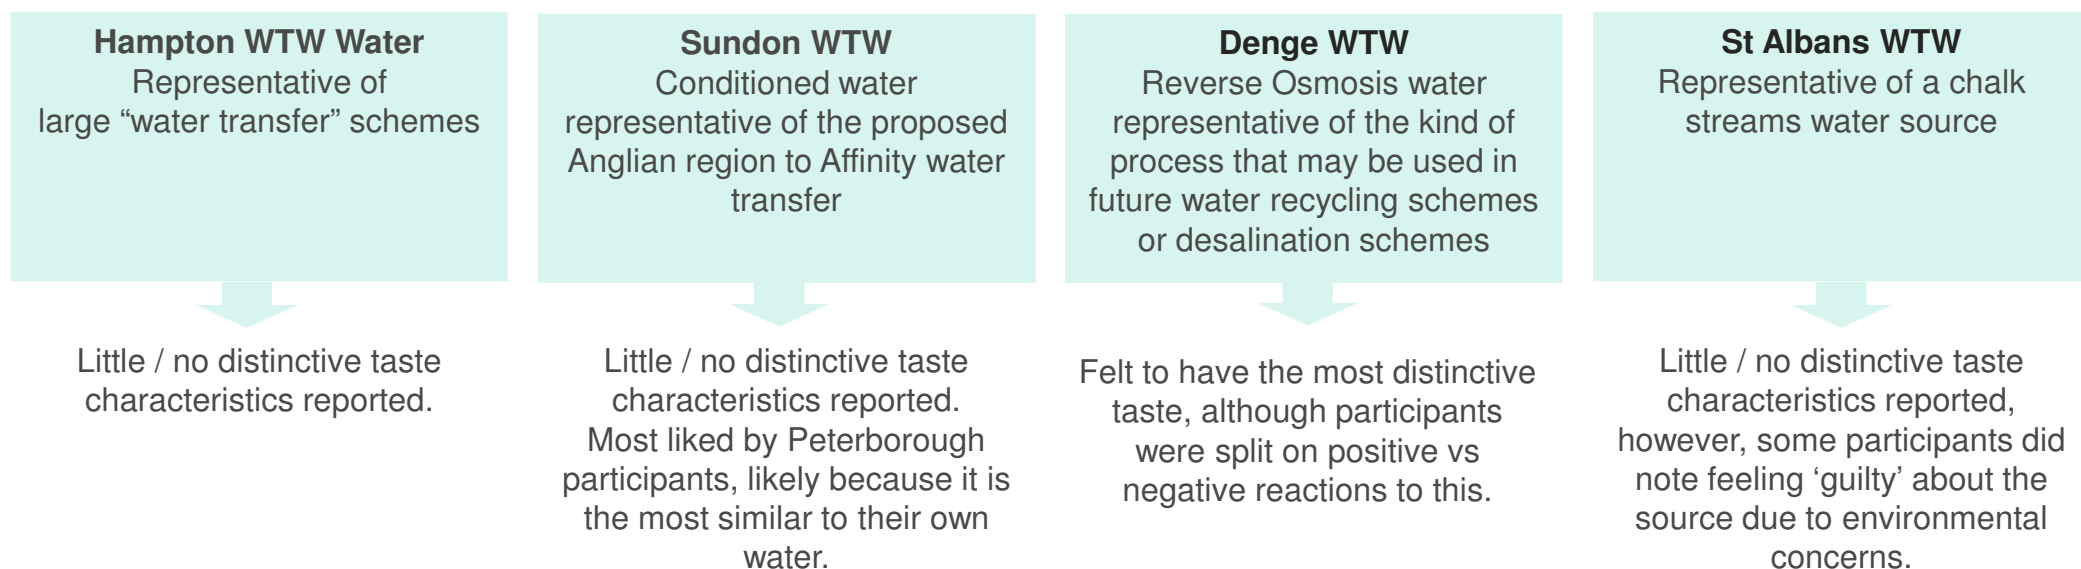 Hampton WTW Water
Representative of
large “water transfer” schemes
Little / no distinctive taste
characteristics reported.
Sundon WTW
Conditioned water
representative of the proposed
Anglian region to Affinity water
transfer
Little / no distinctive taste
characteristics reported.
Most liked by Peterborough
participants, likely because it is
the most similar to their own
water.
Denge WTW
Reverse Osmosis water
representative of the kind of
process that may be used in
future water recycling schemes
or desalination schemes
Felt to have the most distinctive
taste, although participants
were split on positive vs
negative reactions to this.
St Albans WTW
Representative of a chalk
streams water source
Little / no distinctive taste
characteristics reported,
however, some participants did
note feeling ‘guilty’ about the
source due to environmental
concerns.